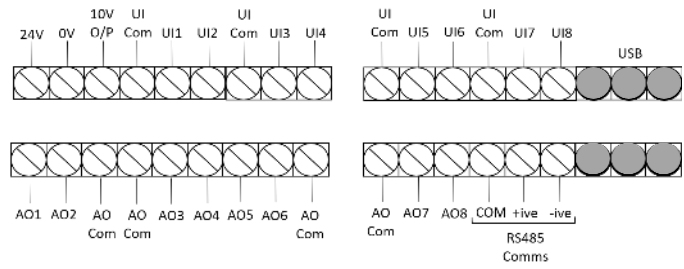 24V 0V 10V O/P UI Com UI1 UI2 UI Com UI3 UI4 UI Com UI5 UI6 UI Com UI7 UI8 USB
AO1 AO2 AO Com AO Com AO3 AO4 AO5 AO6 AO Com AO Com AO7 AO8 COM +ive -ive
RS485
Comms